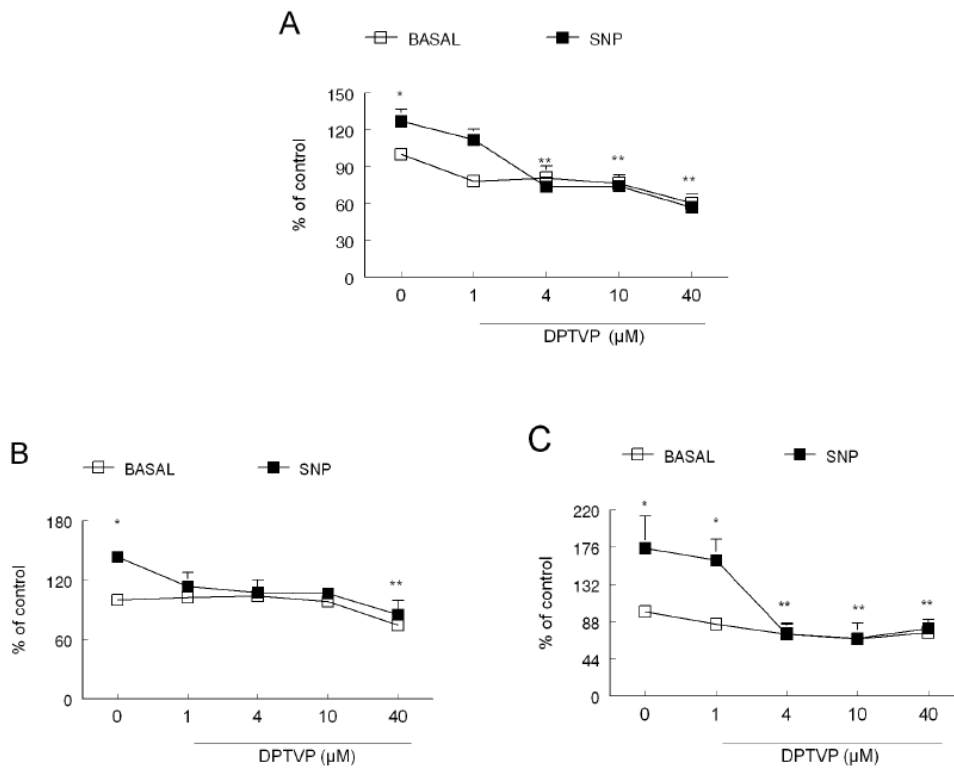 A
BASAL SNP
*
150
120
90
60
30
0
% of control
** ** **
0 1 4 10 40
DPTVP (µM)
B
BASAL SNP
*
**
180
120
60
0
% of control
0 1 4 10 40
DPTVP (µM)
C
BASAL SNP
* *
** ** **
220
176
132
88
44
0
% of control
0 1 4 10 40
DPTVP (µM)